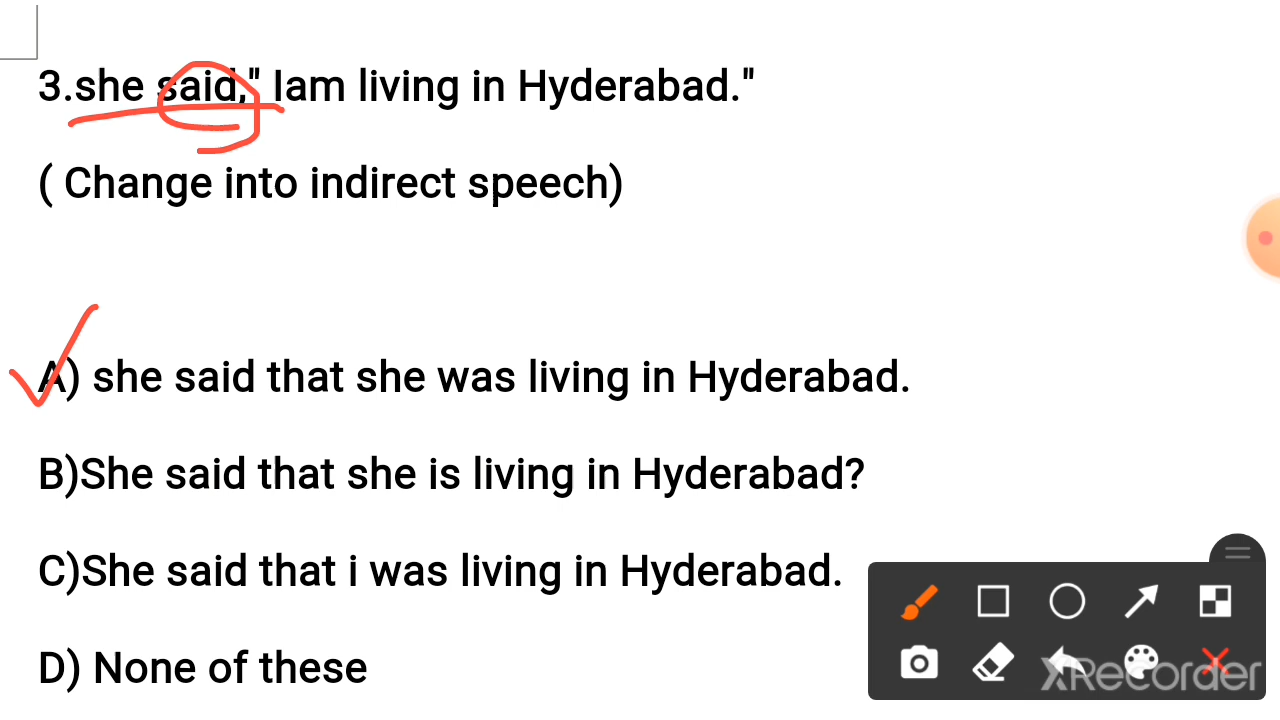 3.she said," Iam living in Hyderabad."
( Change into indirect speech)
A) she said that she was living in Hyderabad.
B)She said that she is living in Hyderabad?
C)She said that i was living in Hyderabad.
D) None of these
XRecorder